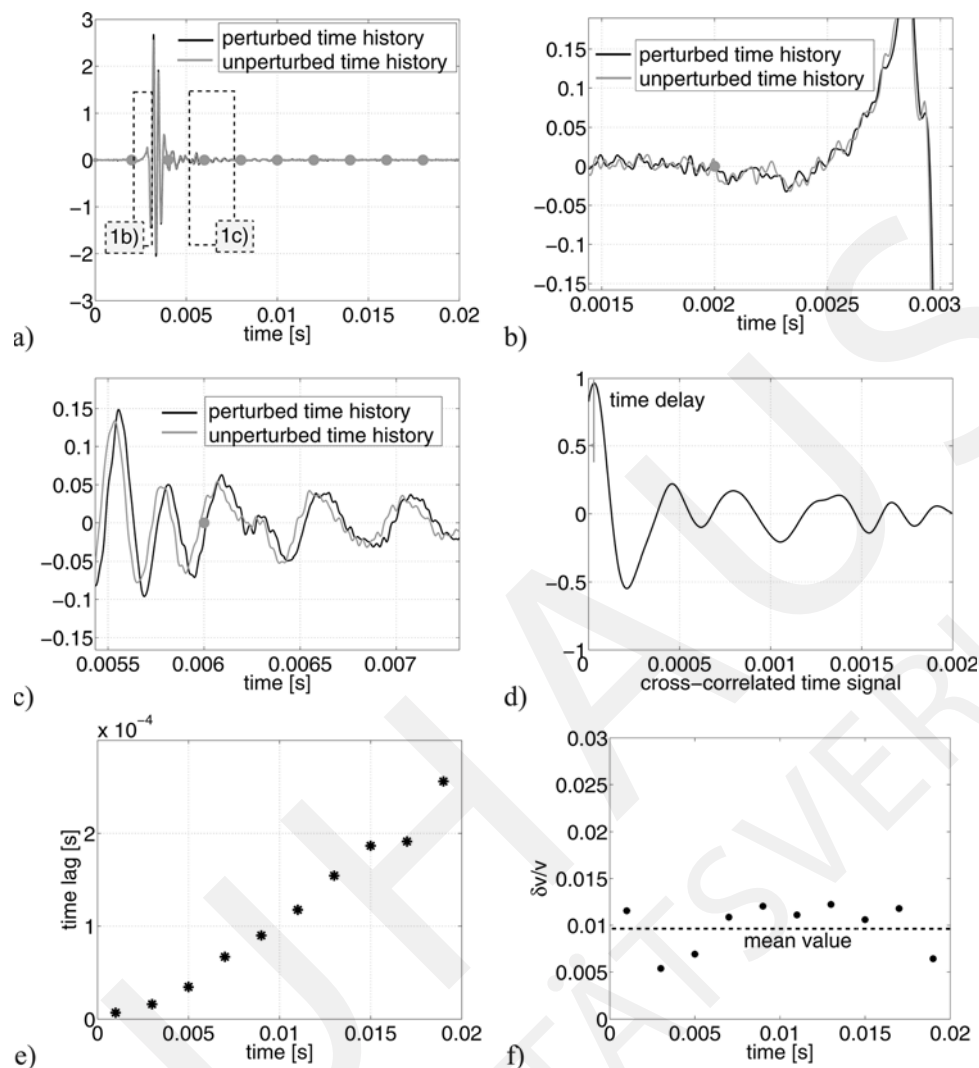 3
2
1
0
−1
−2
−3
perturbed time history
unperturbed time history
1b)
1c)
0 0.005 0.01 0.015 0.02
time [s]
a)
0.15
0.1
0.05
0
−0.05
−0.1
−0.15
perturbed time history
unperturbed time history
0.0015 0.002 0.0025 0.003
time [s]
b)
0.15
0.1
0.05
0
−0.05
−0.1
−0.15
perturbed time history
unperturbed time history
0.0055 0.006 0.0065 0.007
time [s]
c)
1
0.5
0
−0.5
−1
time delay
0 0.0005 0.001 0.0015 0.002
cross−correlated time signal
d)
x 10−4
2
0
time lag [s]
0 0.005 0.01 0.015 0.02
time [s]
e)
0.03
0.025
0.02
0.015
0.01
0.005
0
δv/v
mean value
0 0.005 0.01 0.015 0.02
time [s]
f)
UHAUS
TÄTSVER